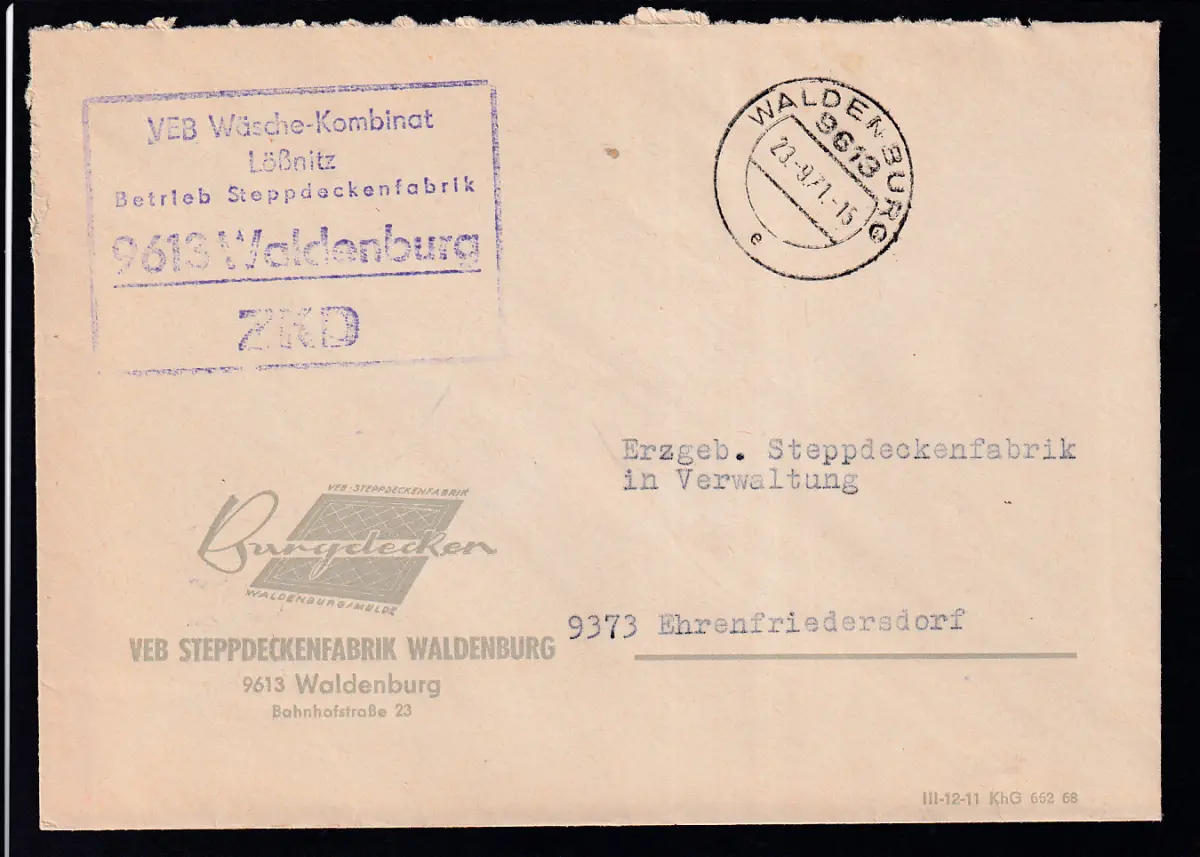 VEB Wäsche-Kombinat
Lößnitz
Betrieb Steppdeckenfabrik
9613 Waldenburg
ZKD
WALDENBURG
9613
23.-9.71.-15
e
Erzgeb. Steppdeckenfabrik
in Verwaltung
9373 Ehrenfriedersdorf
VEB·STEPPDECKENFABRIK
Burgdecken
WALDENBURG/MULDE
VEB STEPPDECKENFABRIK WALDENBURG
9613 Waldenburg
Bahnhofstraße 23
III-12-11 KhG 662 68